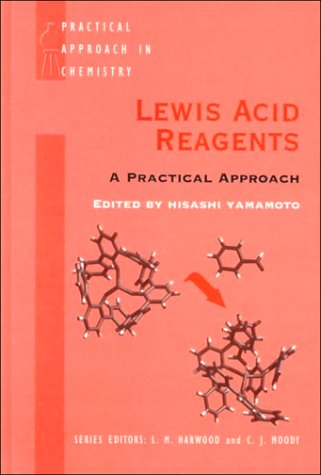 PRACTICAL
APPROACH IN
CHEMISTRY
LEWIS ACID
REAGENTS
A PRACTICAL APPROACH
EDITED BY HISASHI YAMAMOTO
SERIES EDITORS: L. M. HARWOOD and C. J. MOODY